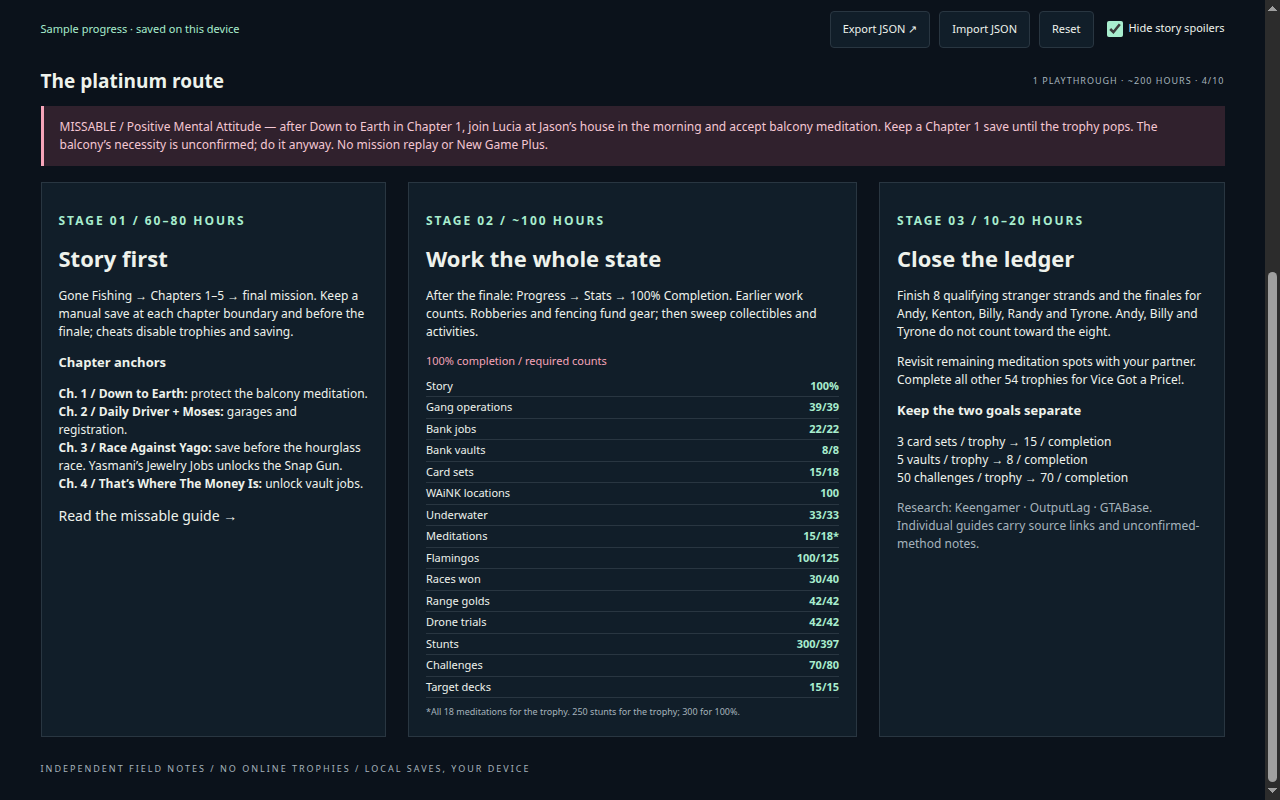 Sample progress · saved on this device
Export JSON ↗
Import JSON
Reset
Hide story spoilers
The platinum route
1 PLAYTHROUGH · ~200 HOURS · 4/10
MISSABLE / Positive Mental Attitude — after Down to Earth in Chapter 1, join Lucia at Jason’s house in the morning and accept balcony meditation. Keep a Chapter 1 save until the trophy pops. The
balcony’s necessity is unconfirmed; do it anyway. No mission replay or New Game Plus.
STAGE 01 / 60–80 HOURS
Story first
Gone Fishing → Chapters 1–5 → final mission. Keep a
manual save at each chapter boundary and before the
finale; cheats disable trophies and saving.
Chapter anchors
Ch. 1 / Down to Earth: protect the balcony meditation.
Ch. 2 / Daily Driver + Moses: garages and
registration.
Ch. 3 / Race Against Yago: save before the hourglass
race. Yasmani’s Jewelry Jobs unlocks the Snap Gun.
Ch. 4 / That’s Where The Money Is: unlock vault jobs.
Read the missable guide →
STAGE 02 / ~100 HOURS
Work the whole state
After the finale: Progress → Stats → 100% Completion. Earlier work
counts. Robberies and fencing fund gear; then sweep collectibles and
activities.
100% completion / required counts
Story 100%
Gang operations 39/39
Bank jobs 22/22
Bank vaults 8/8
Card sets 15/18
WAiNK locations 100
Underwater 33/33
Meditations 15/18*
Flamingos 100/125
Races won 30/40
Range golds 42/42
Drone trials 42/42
Stunts 300/397
Challenges 70/80
Target decks 15/15
*All 18 meditations for the trophy. 250 stunts for the trophy; 300 for 100%.
STAGE 03 / 10–20 HOURS
Close the ledger
Finish 8 qualifying stranger strands and the finales for
Andy, Kenton, Billy, Randy and Tyrone. Andy, Billy and
Tyrone do not count toward the eight.
Revisit remaining meditation spots with your partner.
Complete all other 54 trophies for Vice Got a Price!.
Keep the two goals separate
3 card sets / trophy → 15 / completion
5 vaults / trophy → 8 / completion
50 challenges / trophy → 70 / completion
Research: Keengamer · OutputLag · GTABase.
Individual guides carry source links and unconfirmed-
method notes.
INDEPENDENT FIELD NOTES / NO ONLINE TROPHIES / LOCAL SAVES, YOUR DEVICE